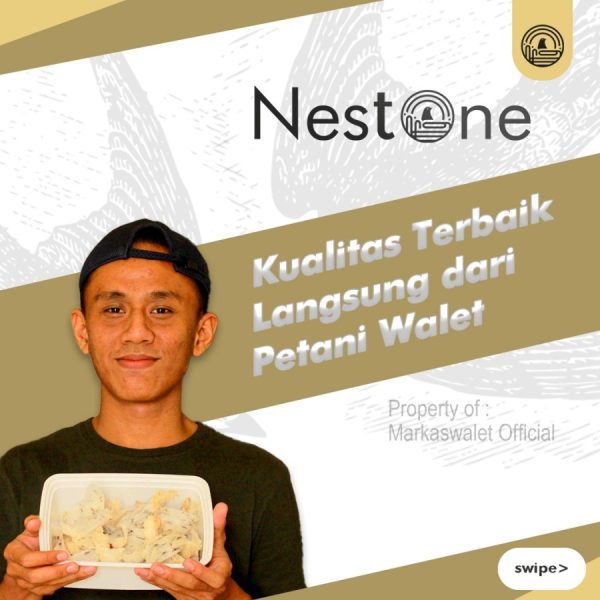 NestOne
Kualitas Terbaik
Langsung dari
Petani Walet
Property of :
Markaswalet Official
swipe>